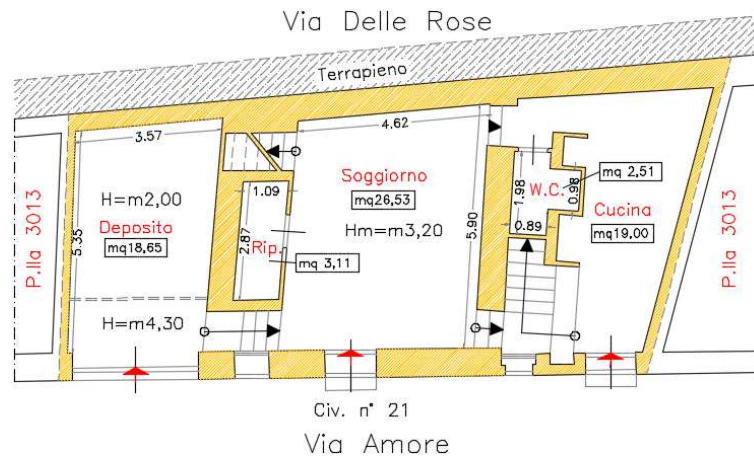 Via Delle Rose
Terrapieno
3.57
4.62
P.lla 3013
5.35
H=m2,00
Deposito
mq18,65
H=m4,30
1.09
2.87
Rip.
mq 3,11
Soggiorno
mq26,53
Hm=m3,20
5.90
1.98
W.C.
0.98
mq 2,51
0.89
Cucina
mq19,00
P.lla 3013
Civ. n° 21
Via Amore